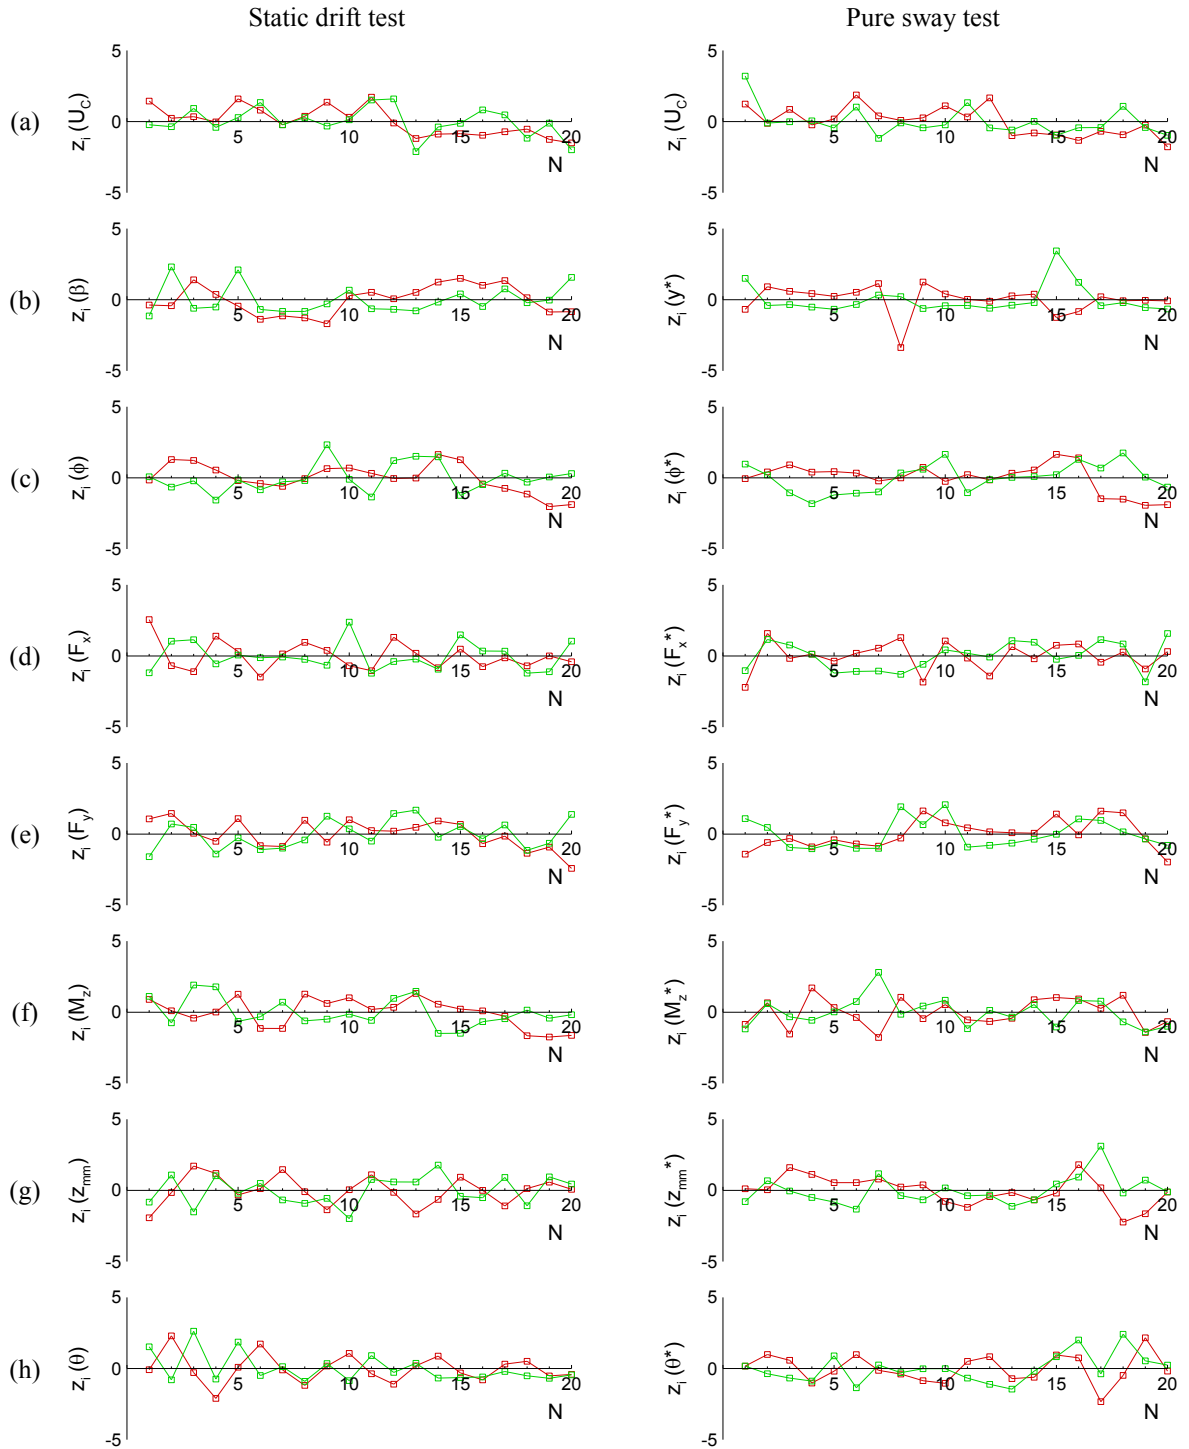 Static drift test Pure sway test
(a)
z_i (U_C)
5
0
-5
5 10 15 20
N
z_i (U_C)
5
0
-5
5 10 15 20
N
(b)
z_i (β)
5
0
-5
5 10 15 20
N
z_i (y*)
5
0
-5
5 10 15 20
N
(c)
z_i (ϕ)
5
0
-5
5 10 15 20
N
z_i (ϕ*)
5
0
-5
5 10 15 20
N
(d)
z_i (F_x)
5
0
-5
5 10 15 20
N
z_i (F_x*)
5
0
-5
5 10 15 20
N
(e)
z_i (F_y)
5
0
-5
5 10 15 20
N
z_i (F_y*)
5
0
-5
5 10 15 20
N
(f)
z_i (M_z)
5
0
-5
5 10 15 20
N
z_i (M_z*)
5
0
-5
5 10 15 20
N
(g)
z_i (z_mm)
5
0
-5
5 10 15 20
N
z_i (z_mm*)
5
0
-5
5 10 15 20
N
(h)
z_i (θ)
5
0
-5
5 10 15 20
N
z_i (θ*)
5
0
-5
5 10 15 20
N